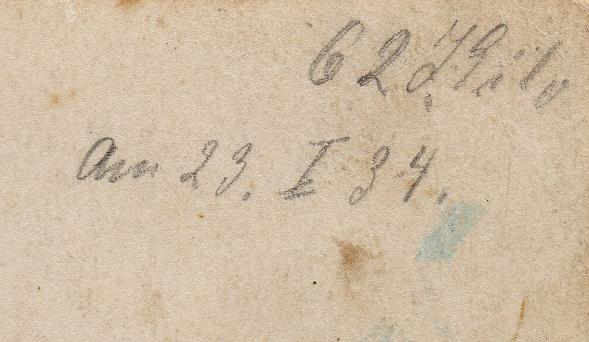 62 Kilo
am 23. I 34.